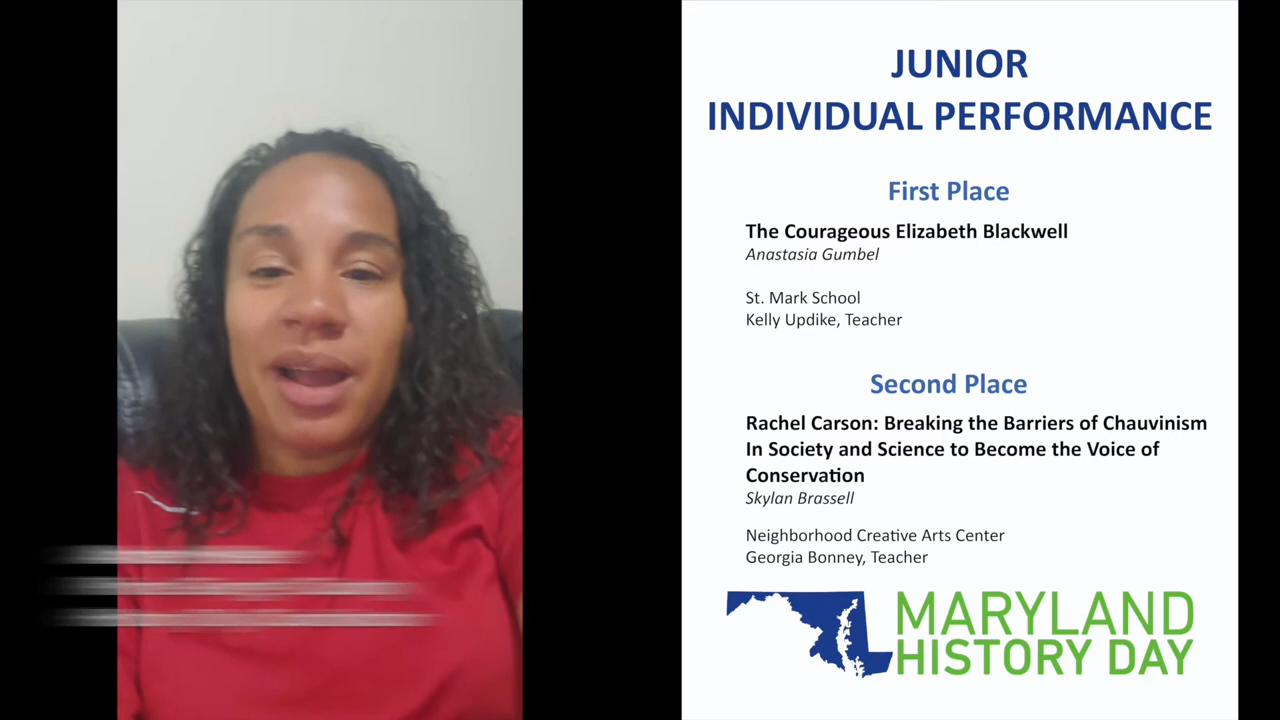 JUNIOR
INDIVIDUAL PERFORMANCE
First Place
The Courageous Elizabeth Blackwell
Anastasia Gumbel
St. Mark School
Kelly Updike, Teacher
Second Place
Rachel Carson: Breaking the Barriers of Chauvinism
In Society and Science to Become the Voice of
Conservation
Skylan Brassell
Neighborhood Creative Arts Center
Georgia Bonney, Teacher
MARYLAND
HISTORY DAY